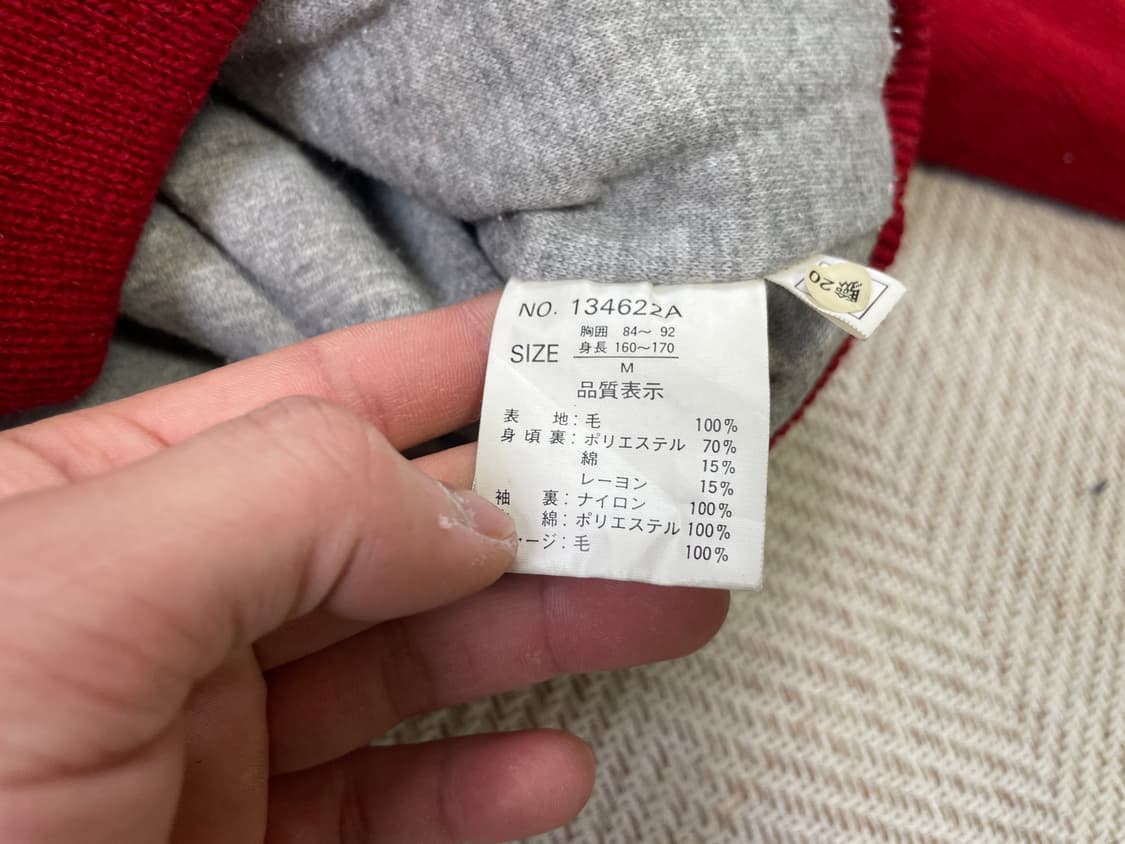 NO. 134622A
胸囲 84～ 92
SIZE 身長 160～170
M
品質表示
表 地：毛 100%
身頃裏：ポリエステル 70%
綿 15%
レーヨン 15%
袖 裏：ナイロン 100%
綿：ポリエステル 100%
ージ：毛 100%
20